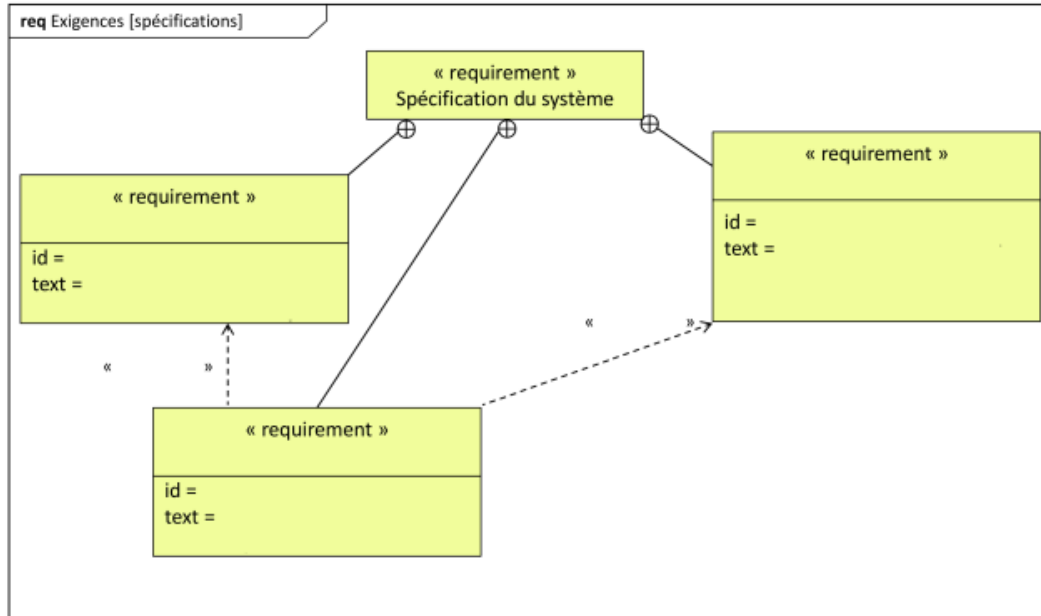 req Exigences [spécifications]
« requirement »
Spécification du système
« requirement »
id =
text =
« requirement »
id =
text =
« »
« »
« requirement »
id =
text =